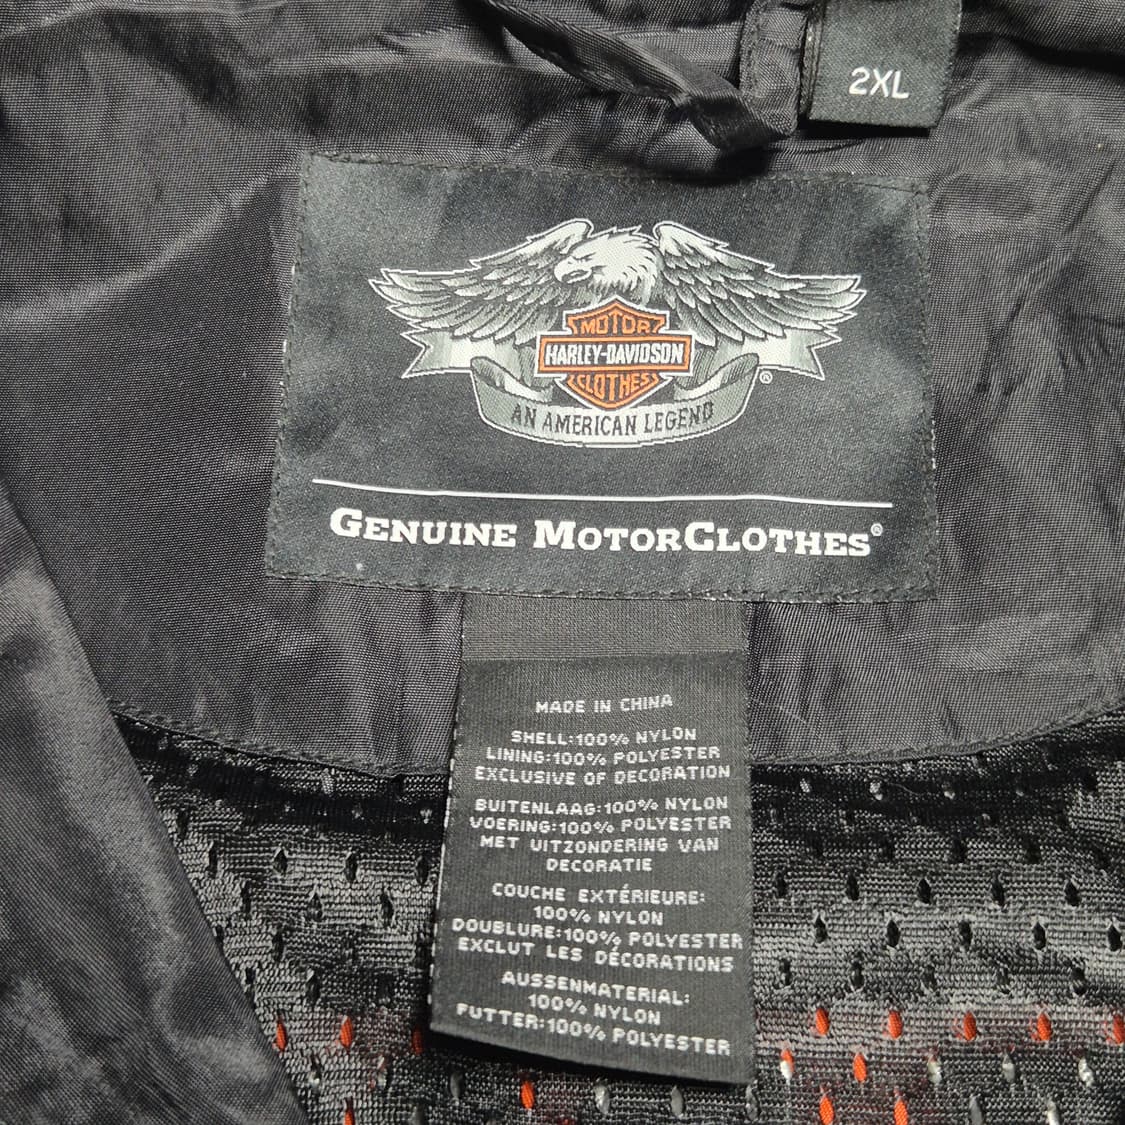 2XL
MOTOR
HARLEY-DAVIDSON
CLOTHES
®
AN AMERICAN LEGEND
GENUINE MOTORCLOTHES®
MADE IN CHINA
SHELL:100% NYLON
LINING:100% POLYESTER
EXCLUSIVE OF DECORATION
BUITENLAAG:100% NYLON
VOERING:100% POLYESTER
MET UITZONDERING VAN
DECORATIE
COUCHE EXTÉRIEURE:
100% NYLON
DOUBLURE:100% POLYESTER
EXCLUT LES DÉCORATIONS
AUSSENMATERIAL:
100% NYLON
FUTTER:100% POLYESTER